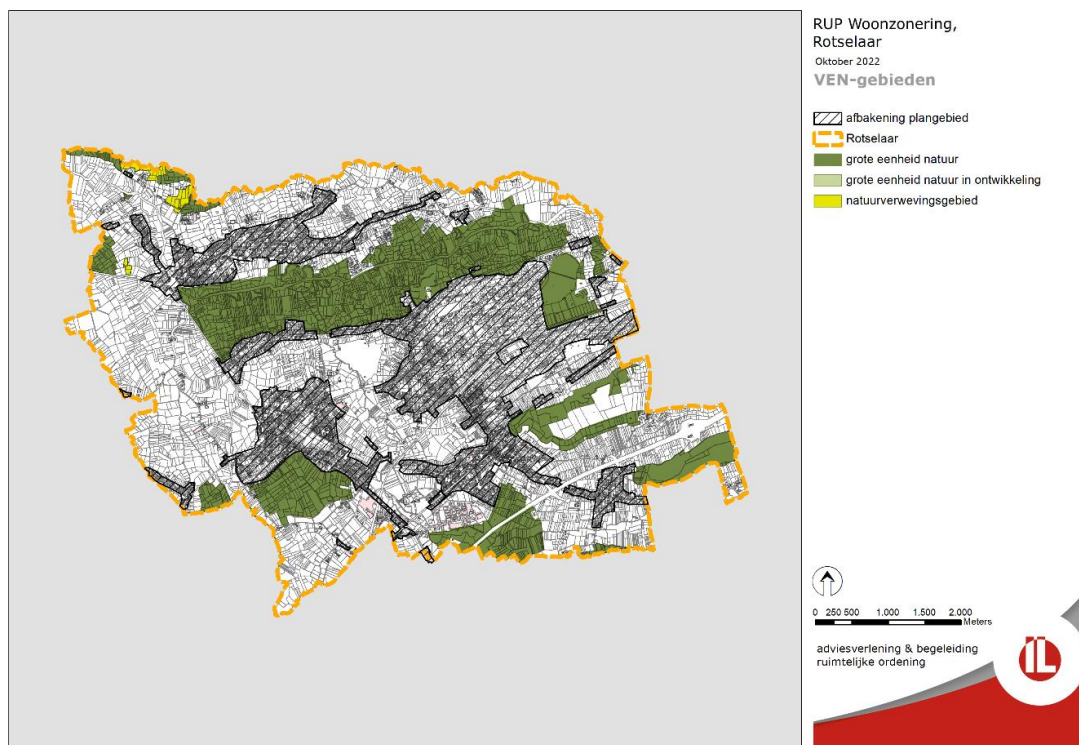 RUP Woonzonering,
Rotselaar
Oktober 2022
VEN-gebieden
afbakening plangebied
Rotselaar
grote eenheid natuur
grote eenheid natuur in ontwikkeling
natuurverwevingsgebied
0 250 500 1.000 1.500 2.000
Meters
adviesverlening & begeleiding
ruimtelijke ordening
IL